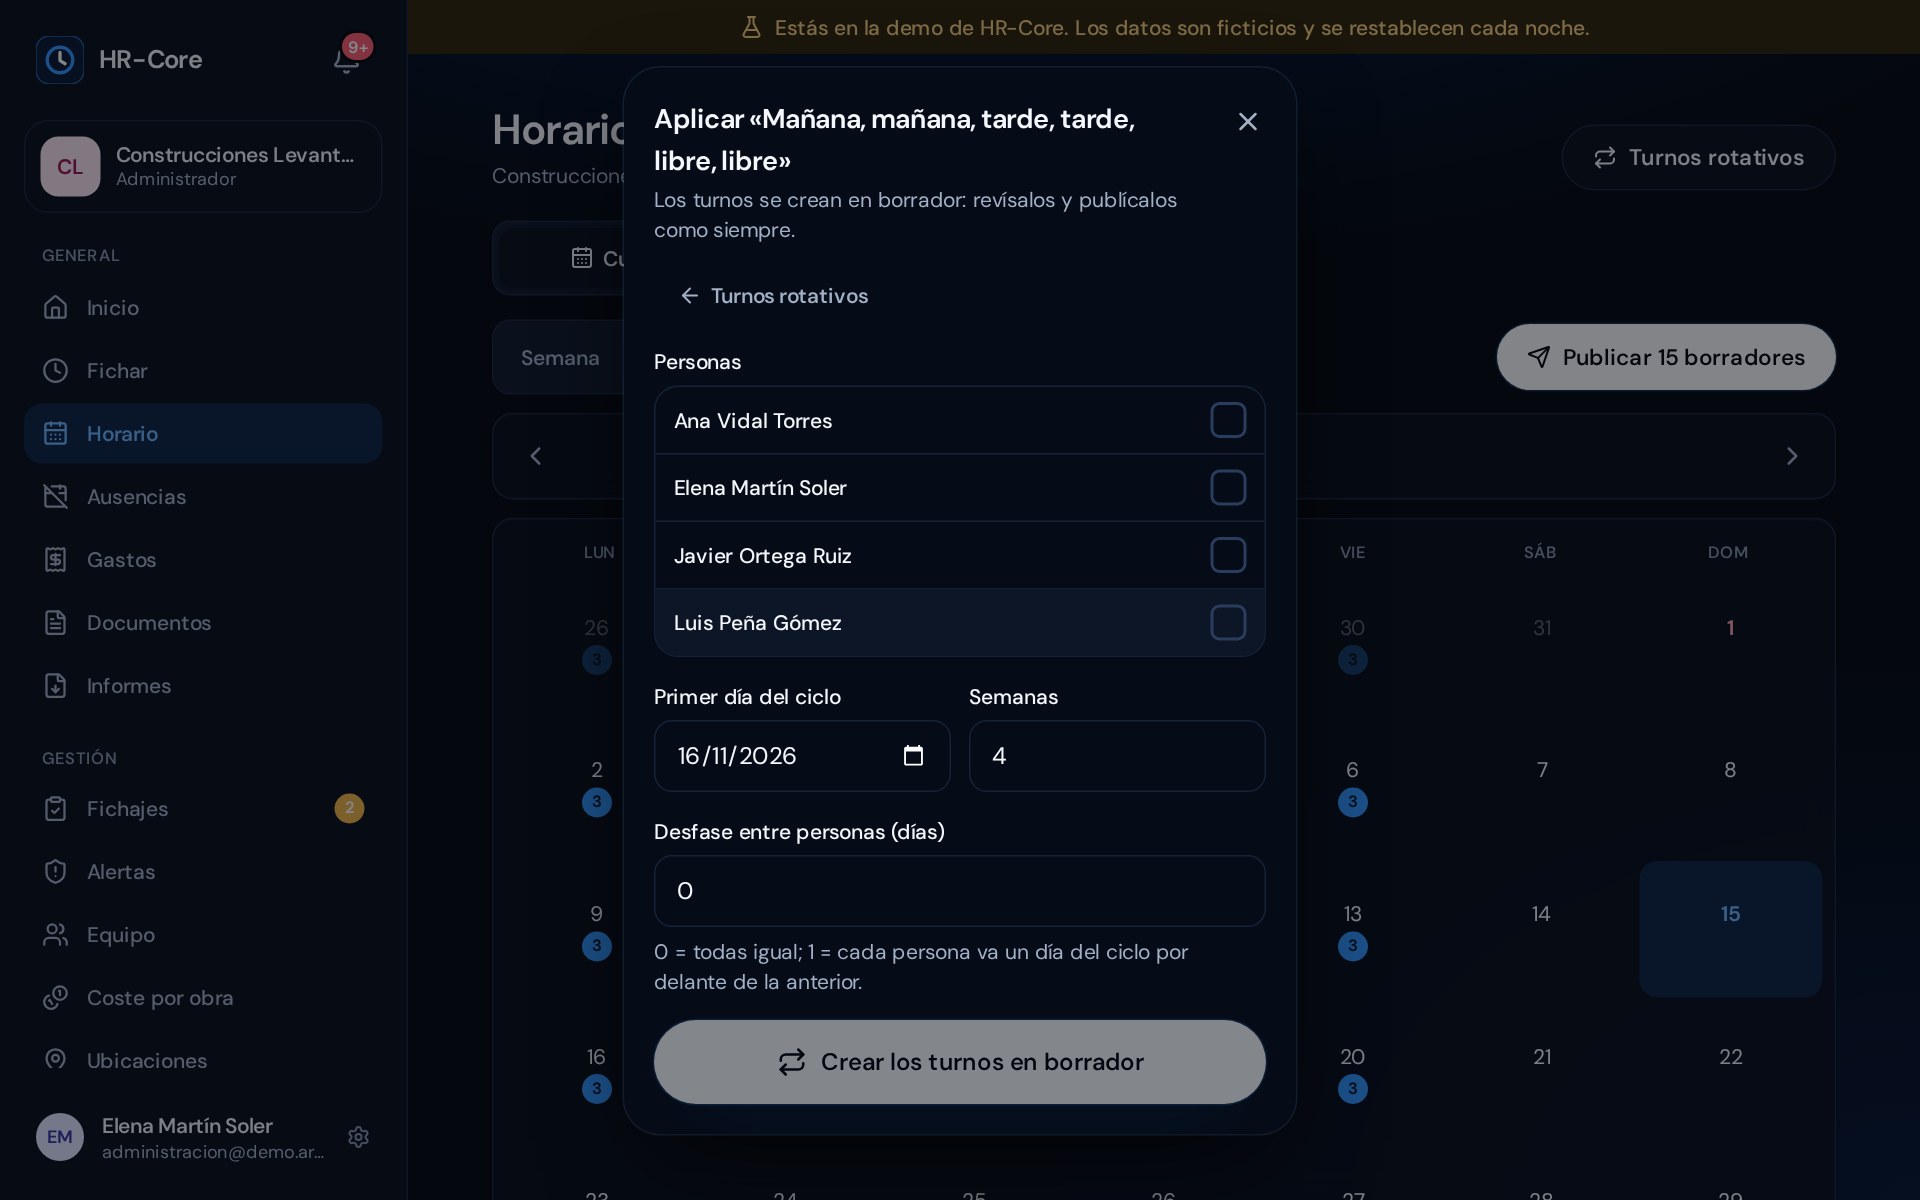 HR-Core
9+
Construcciones Levant...
CL
Administrador
GENERAL
Inicio
Fichar
Horario
Ausencias
Gastos
Documentos
Informes
GESTIÓN
Fichajes
2
Alertas
Equipo
Coste por obra
Ubicaciones
EM
Elena Martín Soler
administracion@demo.ar...
Estás en la demo de HR-Core. Los datos son ficticios y se restablecen cada noche.
Turnos rotativos
Semana
Publicar 15 borradores
LUN
VIE
SÁB
DOM
26
30
31
1
3
3
2
6
7
8
3
3
9
13
14
15
3
3
16
20
21
22
3
3
23
24
25
26
27
28
29
Aplicar «Mañana, mañana, tarde, tarde,
libre, libre»
Los turnos se crean en borrador: revísalos y publícalos
como siempre.
Turnos rotativos
Personas
Ana Vidal Torres
Elena Martín Soler
Javier Ortega Ruiz
Luis Peña Gómez
Primer día del ciclo
Semanas
16/11/2026
4
Desfase entre personas (días)
0
0 = todas igual; 1 = cada persona va un día del ciclo por
delante de la anterior.
Crear los turnos en borrador